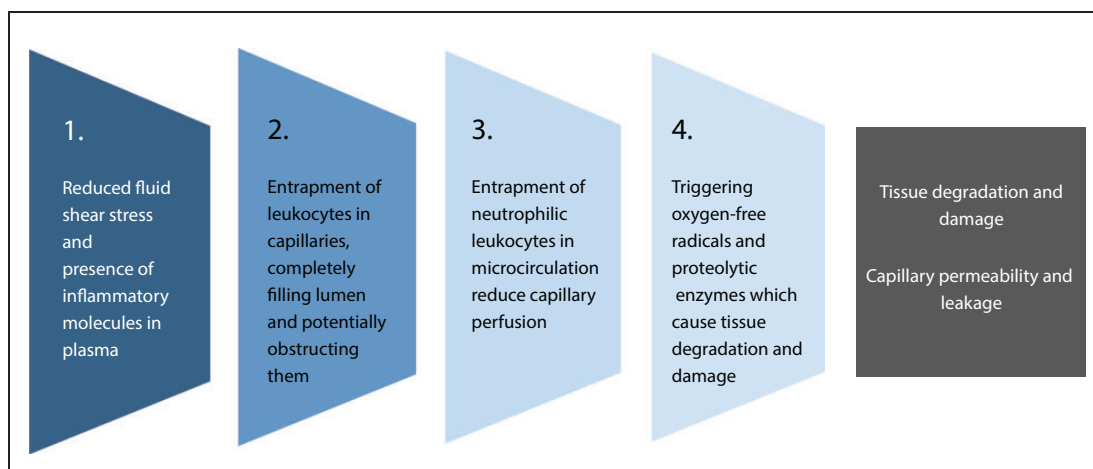 1.
Reduced fluid
shear stress
and
presence of
inflammatory
molecules in
plasma
2.
Entrapment of
leukocytes in
capillaries,
completely
filling lumen
and potentially
obstructing
them
3.
Entrapment of
neutrophilic
leukocytes in
microcirculation
reduce capillary
perfusion
4.
Triggering
oxygen-free
radicals and
proteolytic
enzymes which
cause tissue
degradation and
damage
Tissue degradation and
damage
Capillary permeability and
leakage